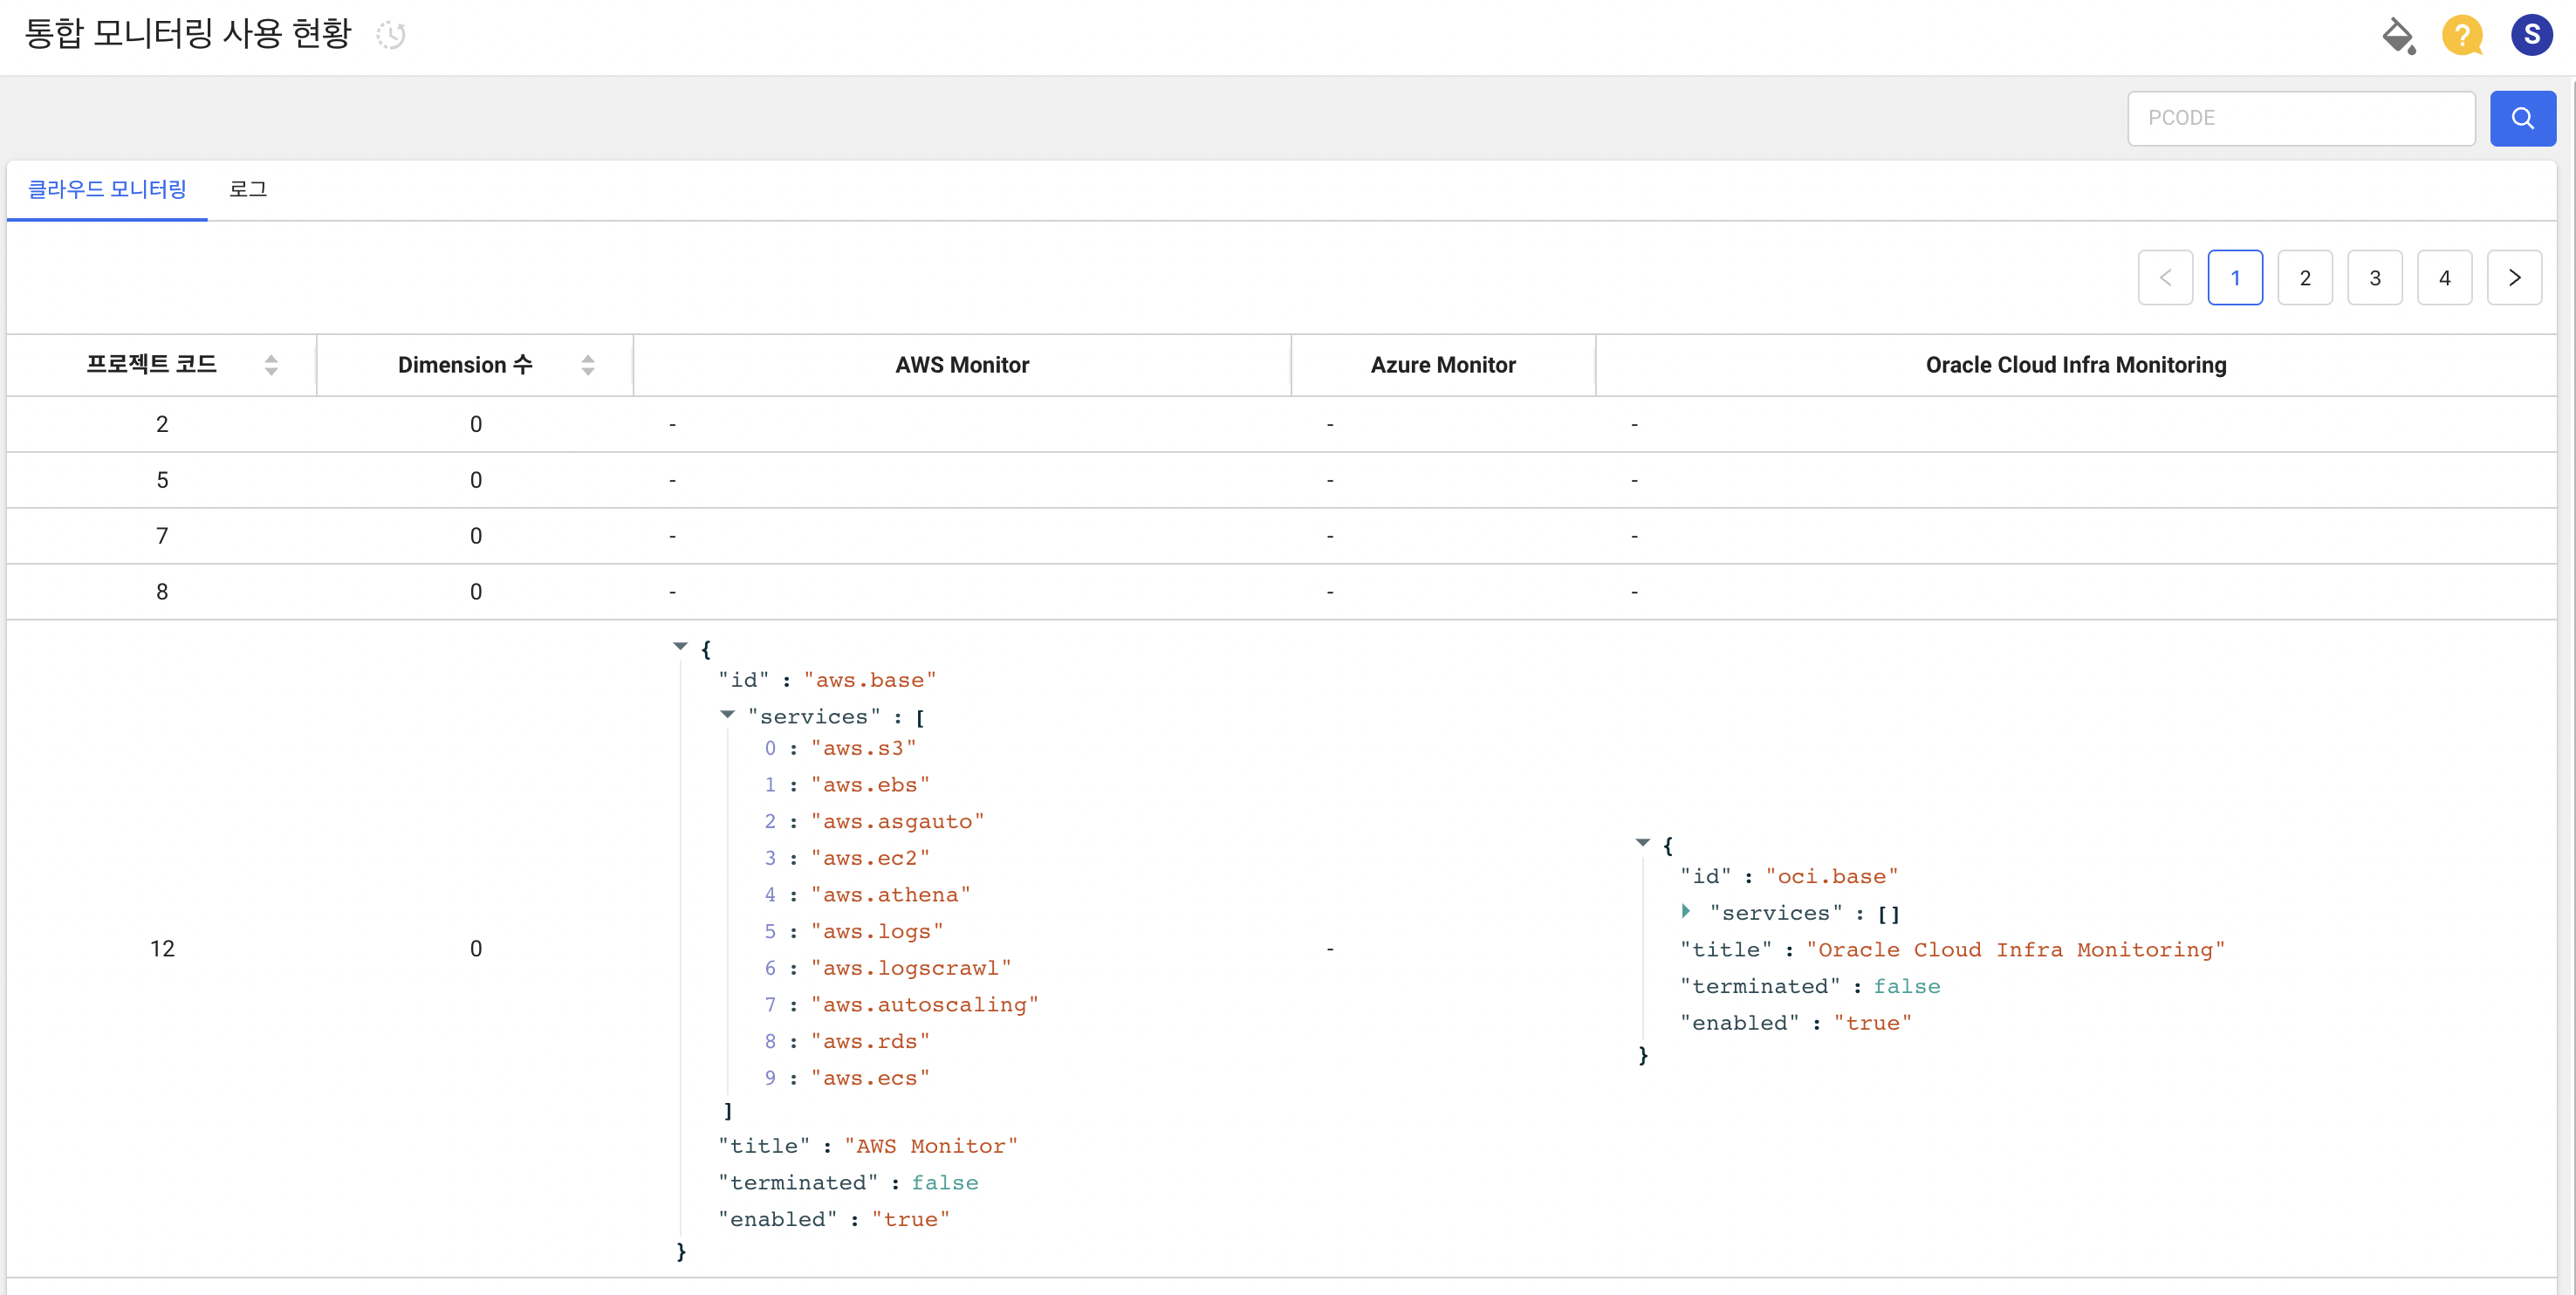 통합 모니터링 사용 현황
?
S
PCODE
클라우드 모니터링 로그
< 1 2 3 4 >
프로젝트 코드 Dimension 수 AWS Monitor Azure Monitor Oracle Cloud Infra Monitoring
2 0 - - -
5 0 - - -
7 0 - - -
8 0 - - -
12 0
{
"id" : "aws.base"
"services" : [
0 : "aws.s3"
1 : "aws.ebs"
2 : "aws.asgauto"
3 : "aws.ec2"
4 : "aws.athena"
5 : "aws.logs"
6 : "aws.logscrawl"
7 : "aws.autoscaling"
8 : "aws.rds"
9 : "aws.ecs"
]
"title" : "AWS Monitor"
"terminated" : false
"enabled" : "true"
}
-
{
"id" : "oci.base"
"services" : []
"title" : "Oracle Cloud Infra Monitoring"
"terminated" : false
"enabled" : "true"
}